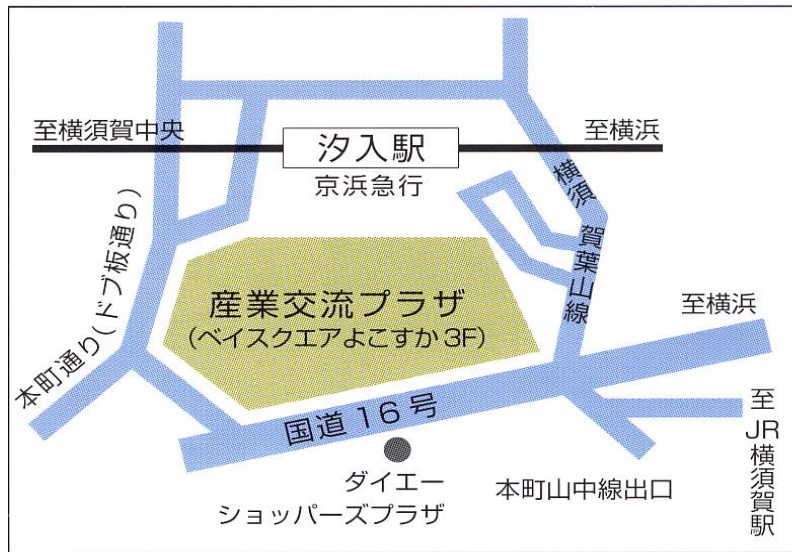 至横須賀中央
汐入駅
京浜急行
至横浜
横須賀葉山線
本町通り(ドブ板通り)
産業交流プラザ
(ベイスクエアよこすか3F)
至横浜
国道16号
ダイエー
ショッパーズプラザ
本町山中線出口
至JR横須賀駅